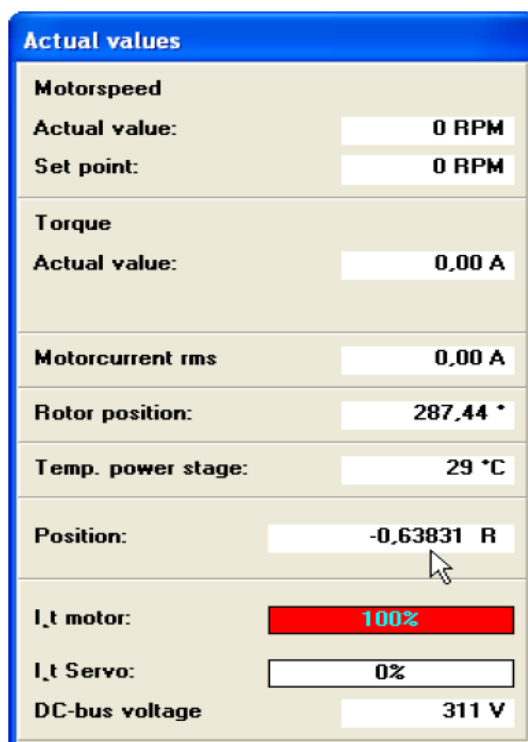 Actual values
Motorspeed
Actual value: 0 RPM
Set point: 0 RPM
Torque
Actual value: 0,00 A
Motorcurrent rms 0,00 A
Rotor position: 287,44 °
Temp. power stage: 29 °C
Position: -0,63831 R
I,t motor: 100%
I,t Servo: 0%
DC-bus voltage 311 V